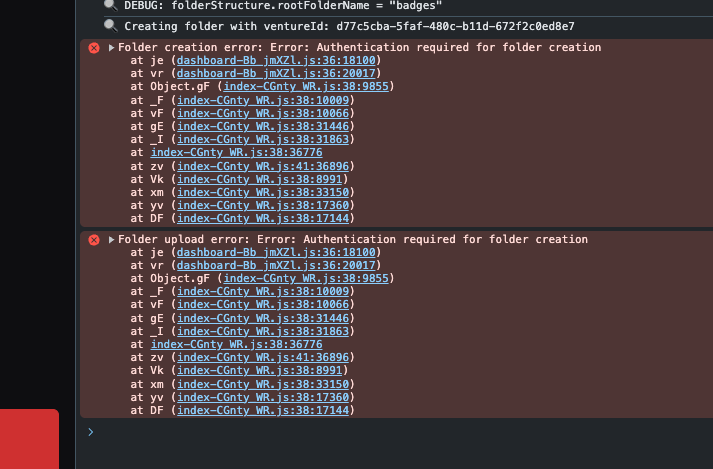 DEBUG: folderStructure.rootFolderName = "badges"
Creating folder with ventureId: d77c5cba-5faf-480c-b11d-672f2c0ed8e7
Folder creation error: Error: Authentication required for folder creation
at je (dashboard-Bb_jmXZl.js:36:18100)
at vr (dashboard-Bb_jmXZl.js:36:20017)
at Object.gF (index-CGnty_WR.js:38:9855)
at _F (index-CGnty_WR.js:38:10009)
at vF (index-CGnty_WR.js:38:10066)
at gE (index-CGnty_WR.js:38:31446)
at _I (index-CGnty_WR.js:38:31863)
at index-CGnty_WR.js:38:36776
at zv (index-CGnty_WR.js:41:36896)
at Vk (index-CGnty_WR.js:38:8991)
at xm (index-CGnty_WR.js:38:33150)
at yv (index-CGnty_WR.js:38:17360)
at DF (index-CGnty_WR.js:38:17144)
Folder upload error: Error: Authentication required for folder creation
at je (dashboard-Bb_jmXZl.js:36:18100)
at vr (dashboard-Bb_jmXZl.js:36:20017)
at Object.gF (index-CGnty_WR.js:38:9855)
at _F (index-CGnty_WR.js:38:10009)
at vF (index-CGnty_WR.js:38:10066)
at gE (index-CGnty_WR.js:38:31446)
at _I (index-CGnty_WR.js:38:31863)
at index-CGnty_WR.js:38:36776
at zv (index-CGnty_WR.js:41:36896)
at Vk (index-CGnty_WR.js:38:8991)
at xm (index-CGnty_WR.js:38:33150)
at yv (index-CGnty_WR.js:38:17360)
at DF (index-CGnty_WR.js:38:17144)